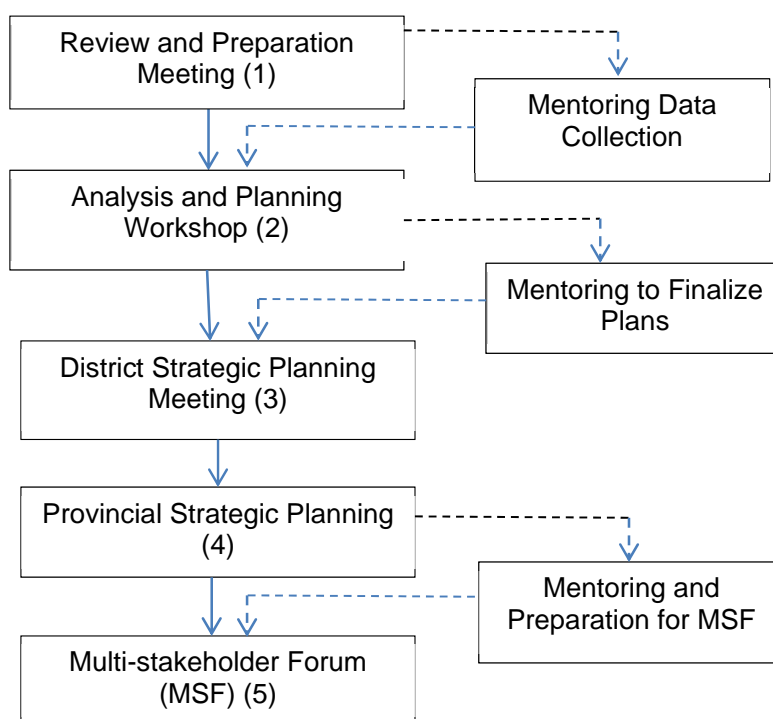 Review and Preparation
Meeting (1)
Mentoring Data
Collection
Analysis and Planning
Workshop (2)
Mentoring to Finalize
Plans
District Strategic Planning
Meeting (3)
Provincial Strategic Planning
(4)
Mentoring and
Preparation for MSF
Multi-stakeholder Forum
(MSF) (5)